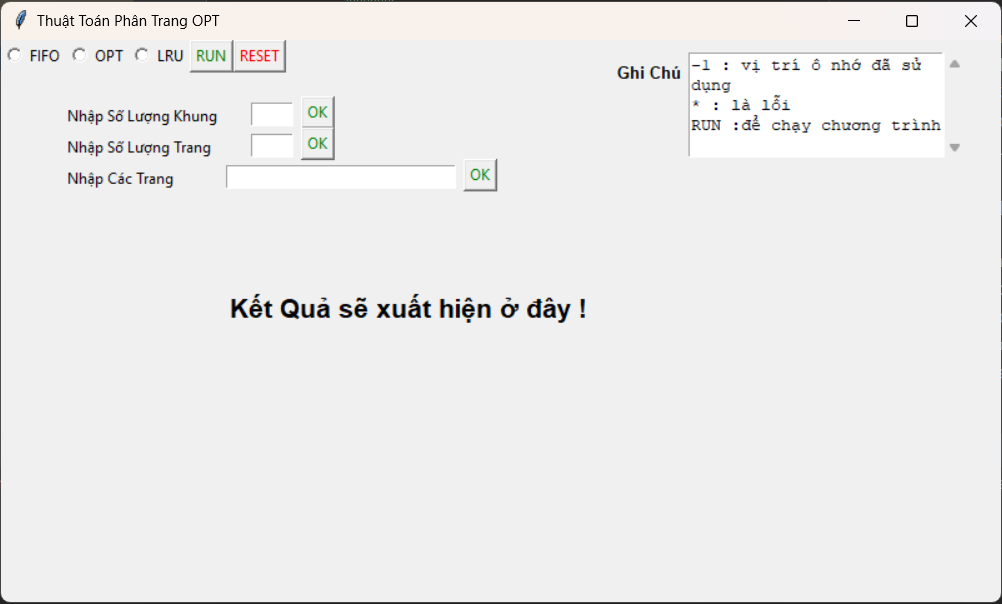 Thuật Toán Phân Trang OPT
FIFO OPT LRU RUN RESET
Ghi Chú
-1 : vị trí ô nhớ đã sử
dụng
* : là lỗi
RUN :để chạy chương trình
Nhập Số Lượng Khung OK
Nhập Số Lượng Trang OK
Nhập Các Trang OK
Kết Quả sẽ xuất hiện ở đây !